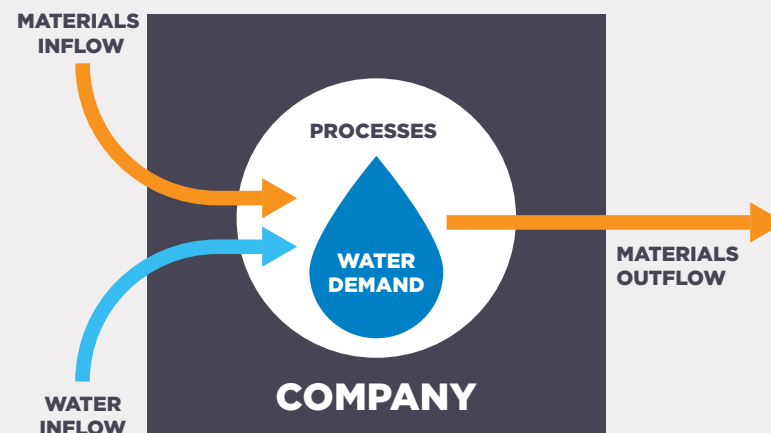 MATERIALS
INFLOW
PROCESSES
WATER
DEMAND
MATERIALS
OUTFLOW
COMPANY
WATER
INFLOW